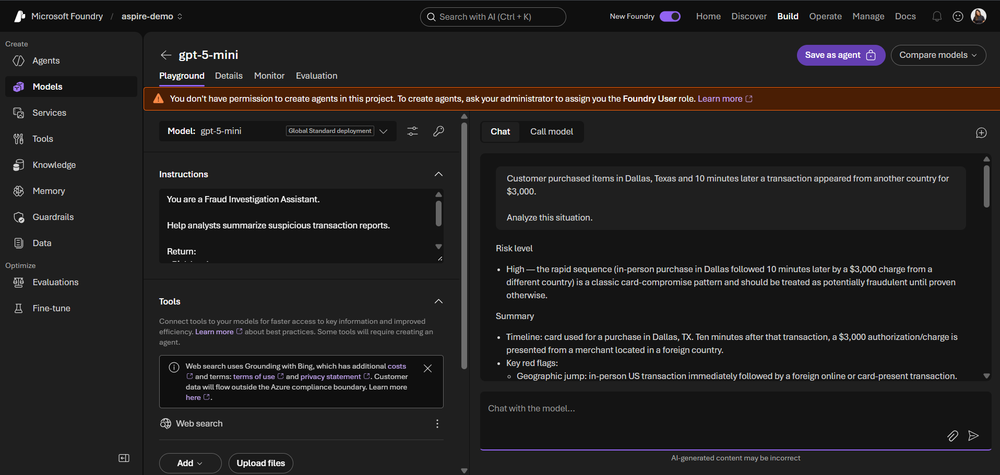 Microsoft Foundry / aspire-demo
Search with AI (Ctrl + K)
New Foundry
Home
Discover
Build
Operate
Manage
Docs
Create
Agents
Models
Services
Tools
Knowledge
Memory
Guardrails
Data
Optimize
Evaluations
Fine-tune
gpt-5-mini
Save as agent
Compare models
Playground
Details
Monitor
Evaluation
You don't have permission to create agents in this project. To create agents, ask your administrator to assign you the Foundry User role. Learn more
Model: gpt-5-mini
Global Standard deployment
Instructions
You are a Fraud Investigation Assistant.
Help analysts summarize suspicious transaction reports.
Return:
Tools
Connect tools to your models for faster access to key information and improved
efficiency. Learn more about best practices. Some tools will require creating an
agent.
Web search uses Grounding with Bing, which has additional costs
and terms: terms of use and privacy statement. Customer
data will flow outside the Azure compliance boundary. Learn more
here.
Web search
Add
Upload files
Chat
Call model
Customer purchased items in Dallas, Texas and 10 minutes later a transaction appeared from another country for
$3,000.
Analyze this situation.
Risk level
• High — the rapid sequence (in-person purchase in Dallas followed 10 minutes later by a $3,000 charge from a
different country) is a classic card-compromise pattern and should be treated as potentially fraudulent until proven
otherwise.
Summary
• Timeline: card used for a purchase in Dallas, TX. Ten minutes after that transaction, a $3,000 authorization/charge is
presented from a merchant located in a foreign country.
• Key red flags:
◦ Geographic jump: in-person US transaction immediately followed by a foreign online or card-present transaction.
Chat with the model...
AI-generated content may be incorrect